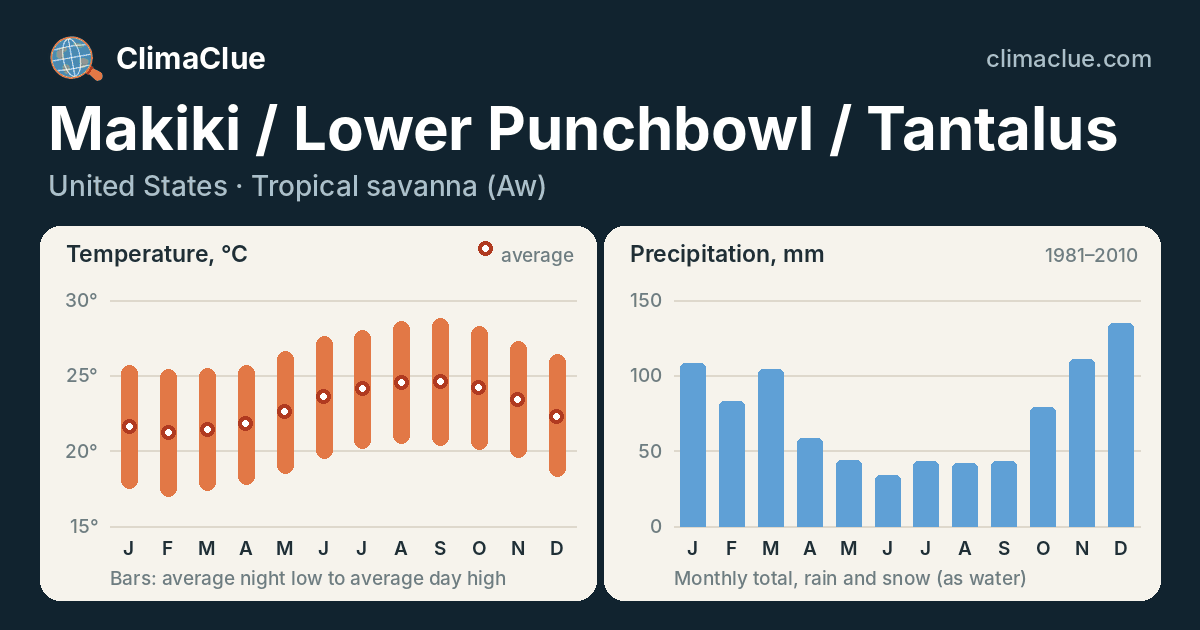 ClimaClue
climaclue.com
Makiki / Lower Punchbowl / Tantalus
United States · Tropical savanna (Aw)
Temperature, °C
average
30°
25°
20°
15°
J F M A M J J A S O N D
Bars: average night low to average day high
Precipitation, mm
1981–2010
150
100
50
0
J F M A M J J A S O N D
Monthly total, rain and snow (as water)